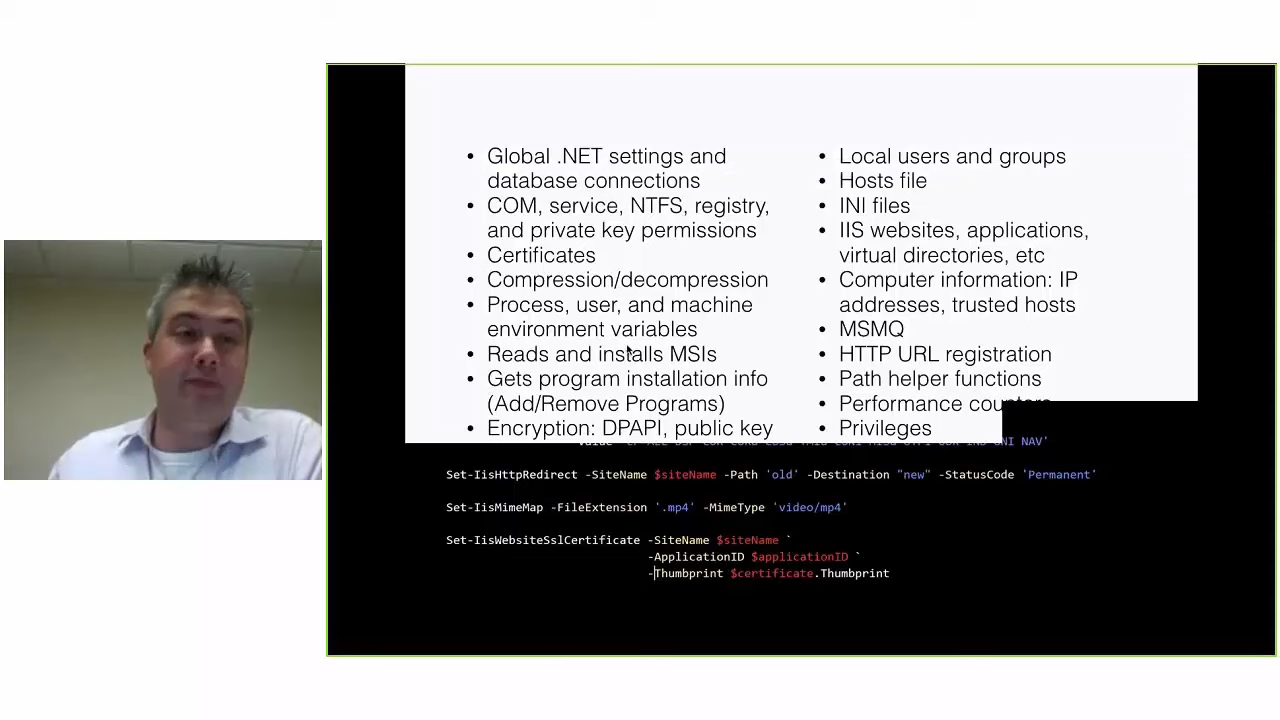 • Global .NET settings and
database connections
• COM, service, NTFS, registry,
and private key permissions
• Certificates
• Compression/decompression
• Process, user, and machine
environment variables
• Reads and installs MSIs
• Gets program installation info
(Add/Remove Programs)
• Encryption: DPAPI, public key
• Local users and groups
• Hosts file
• INI files
• IIS websites, applications,
virtual directories, etc
• Computer information: IP
addresses, trusted hosts
• MSMQ
• HTTP URL registration
• Path helper functions
• Performance counters
• Privileges
NAV'
Set-IisHttpRedirect -SiteName $siteName -Path 'old' -Destination "new" -StatusCode 'Permanent'
Set-IisMimeMap -FileExtension '.mp4' -MimeType 'video/mp4'
Set-IisWebsiteSslCertificate -SiteName $siteName `
-ApplicationID $applicationID `
-Thumbprint $certificate.Thumbprint